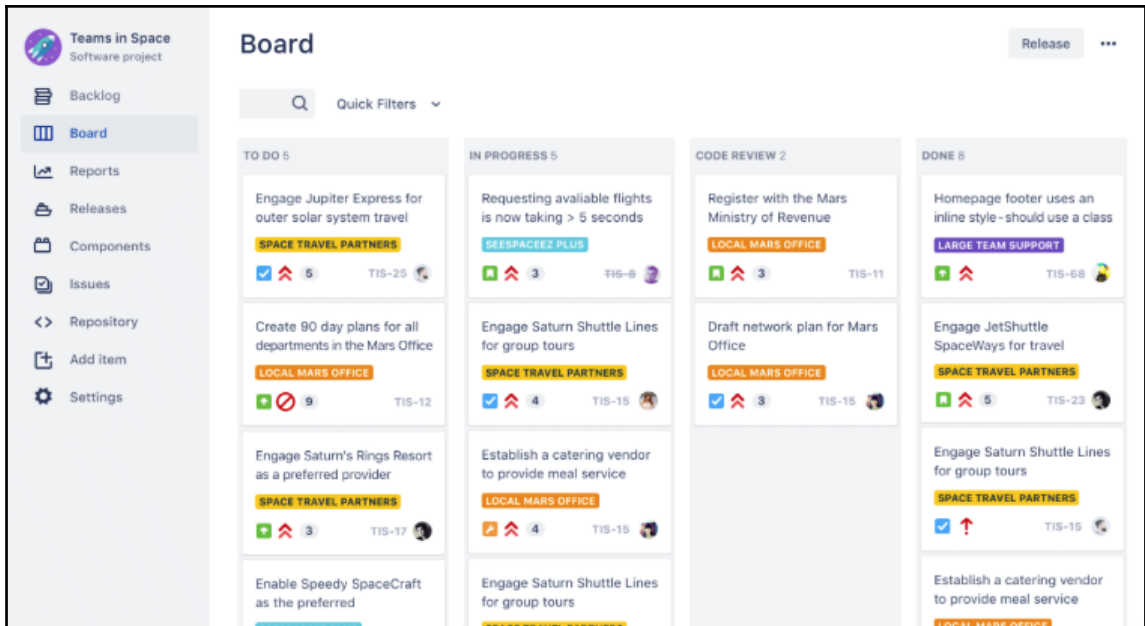 Teams in Space
Software project
Backlog
Board
Reports
Releases
Components
Issues
Repository
Add item
Settings
Board
Release
Quick Filters
TO DO 5
Engage Jupiter Express for
outer solar system travel
SPACE TRAVEL PARTNERS
5 TIS-25
Create 90 day plans for all
departments in the Mars Office
LOCAL MARS OFFICE
9 TIS-12
Engage Saturn's Rings Resort
as a preferred provider
SPACE TRAVEL PARTNERS
3 TIS-17
Enable Speedy SpaceCraft
as the preferred
IN PROGRESS 5
Requesting avaliable flights
is now taking > 5 seconds
SEESPACEEZ PLUS
3 TIS-8
Engage Saturn Shuttle Lines
for group tours
SPACE TRAVEL PARTNERS
4 TIS-15
Establish a catering vendor
to provide meal service
LOCAL MARS OFFICE
4 TIS-15
Engage Saturn Shuttle Lines
for group tours
SPACE TRAVEL PARTNERS
CODE REVIEW 2
Register with the Mars
Ministry of Revenue
LOCAL MARS OFFICE
3 TIS-11
Draft network plan for Mars
Office
LOCAL MARS OFFICE
3 TIS-15
DONE 8
Homepage footer uses an
inline style-should use a class
LARGE TEAM SUPPORT
TIS-68
Engage JetShuttle
SpaceWays for travel
SPACE TRAVEL PARTNERS
5 TIS-23
Engage Saturn Shuttle Lines
for group tours
SPACE TRAVEL PARTNERS
TIS-15
Establish a catering vendor
to provide meal service
LOCAL MARS OFFICE